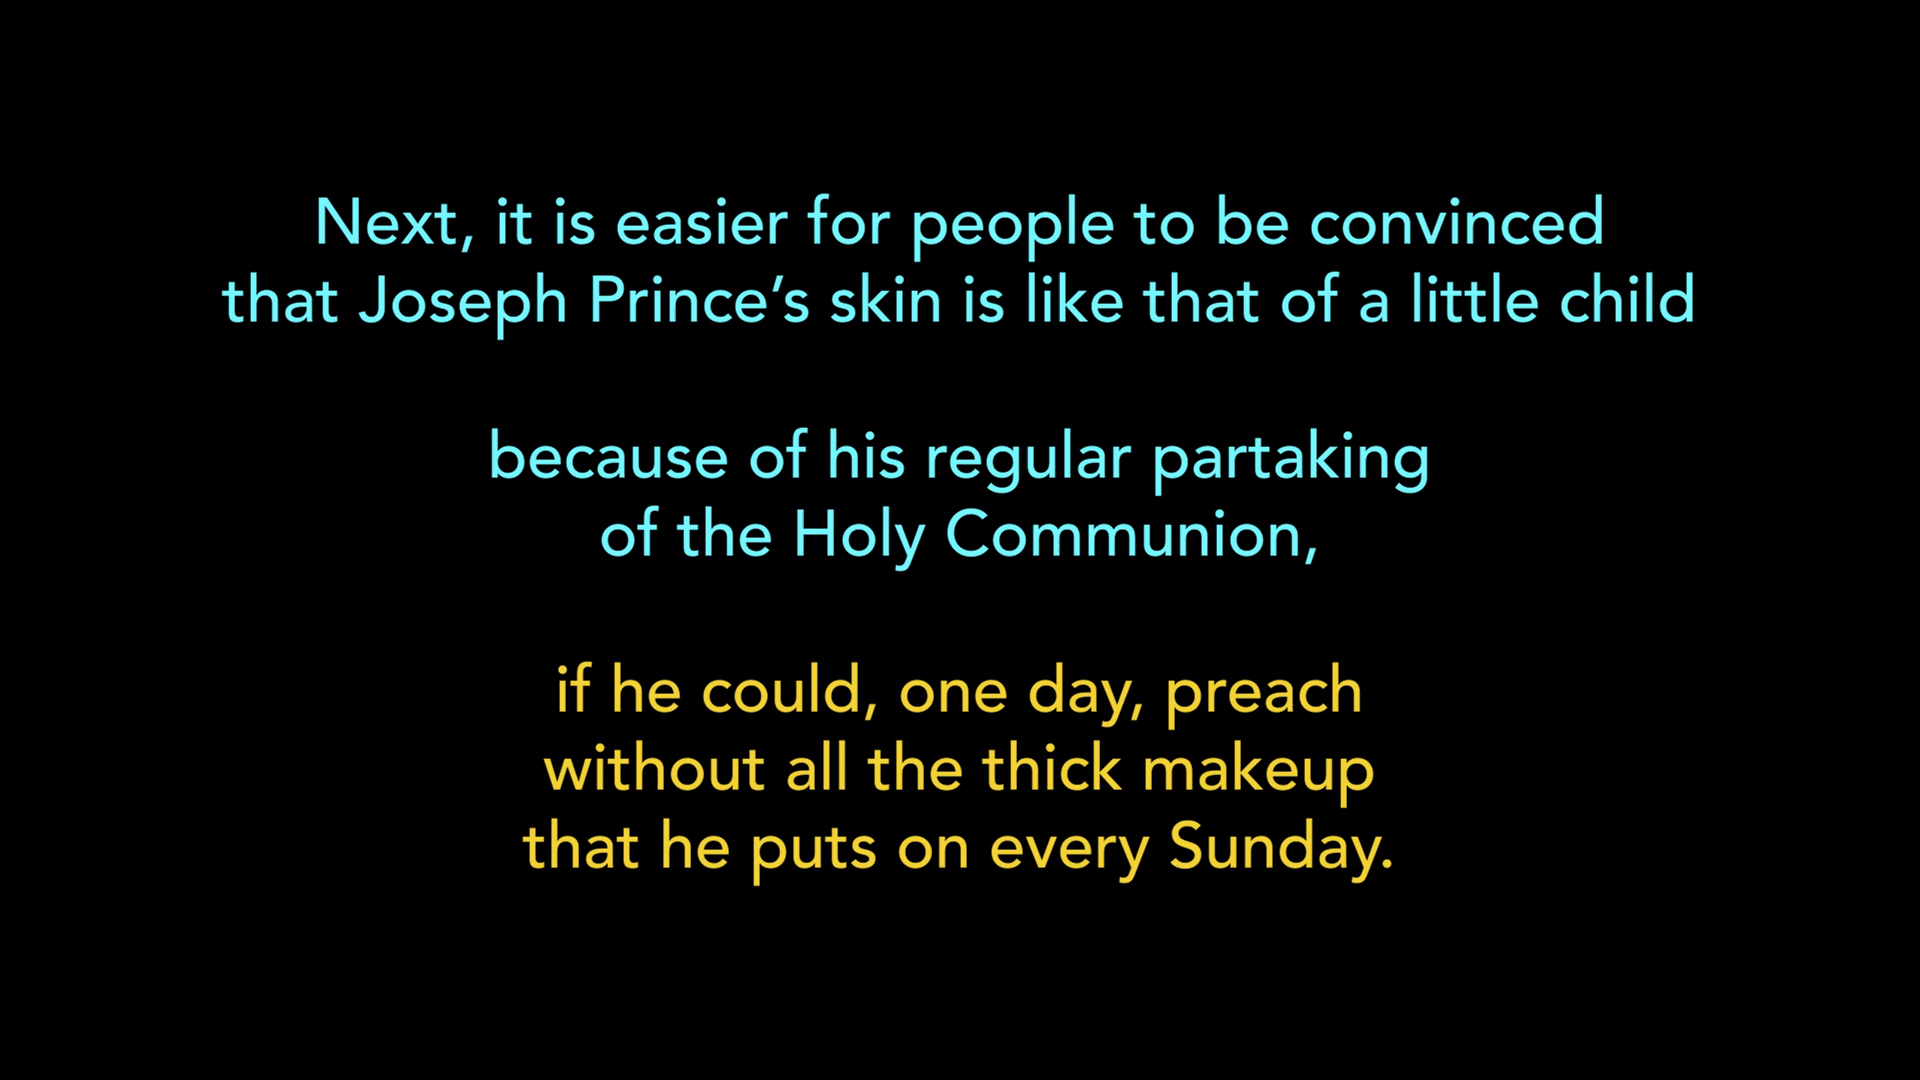 Next, it is easier for people to be convinced
that Joseph Prince’s skin is like that of a little child
because of his regular partaking
of the Holy Communion,
if he could, one day, preach
without all the thick makeup
that he puts on every Sunday.